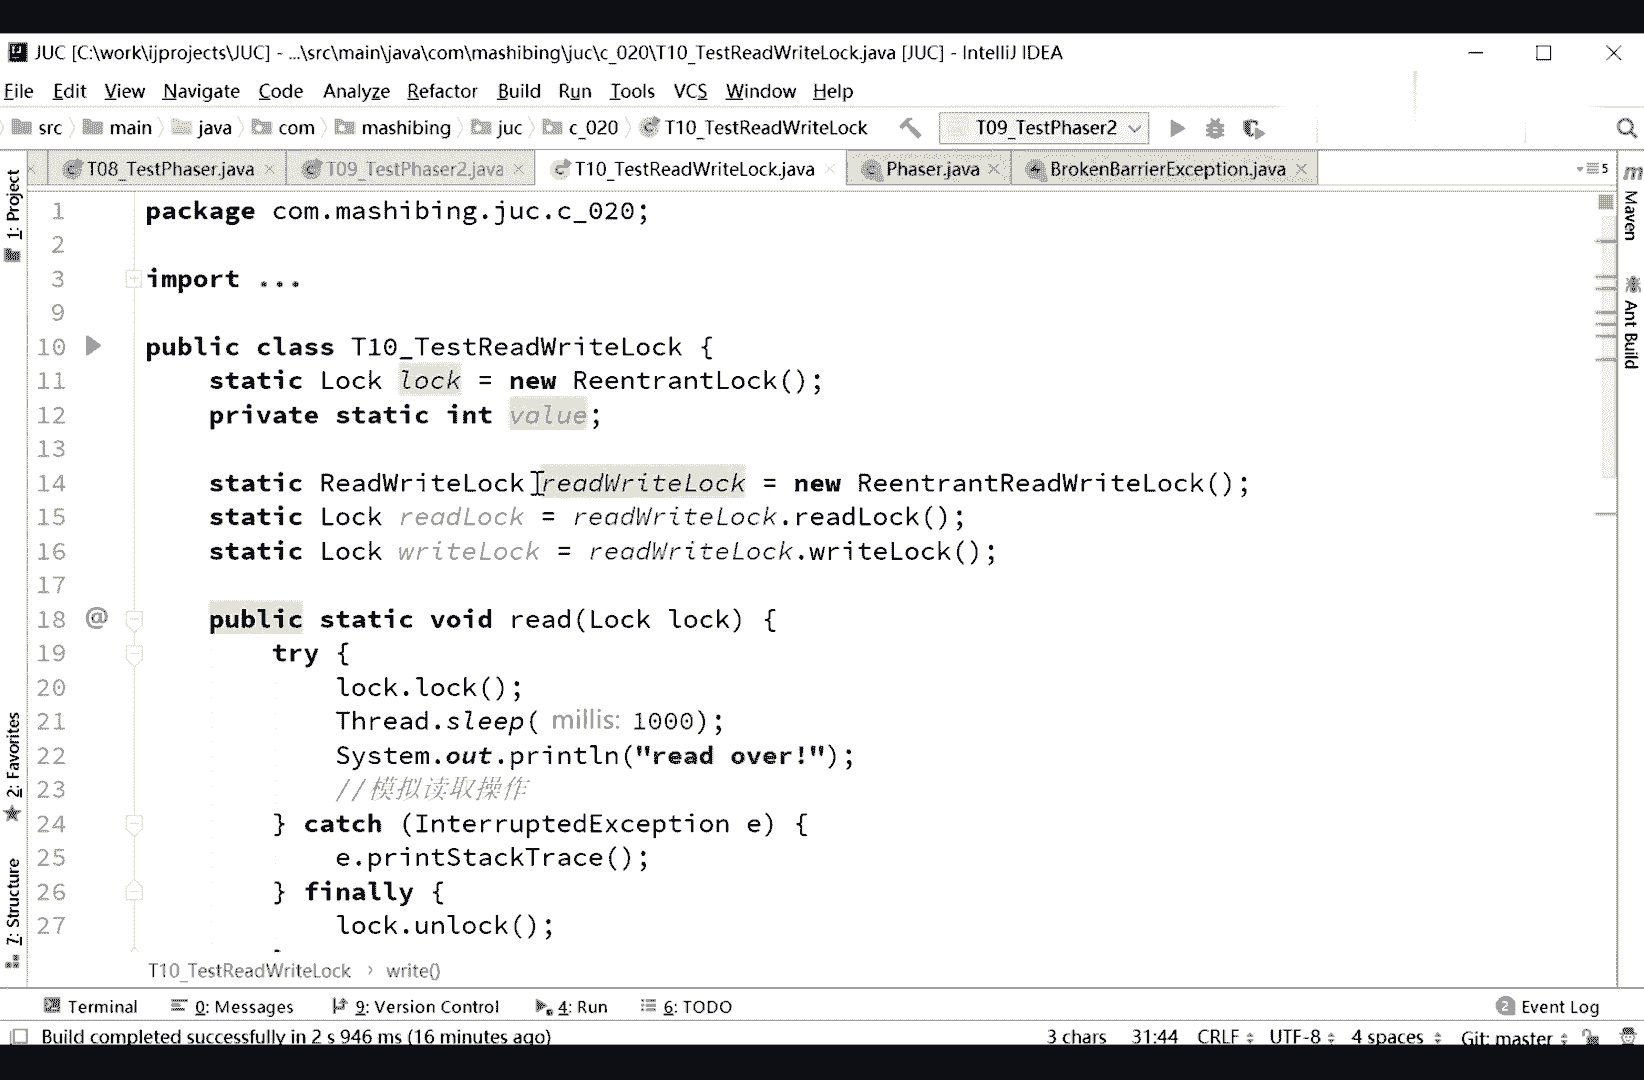 JUC [C:\work\ijprojects\JUC] - ...\src\main\java\com\mashibing\juc\c_020\T10_TestReadWriteLock.java [JUC] - IntelliJ IDEA
File Edit View Navigate Code Analyze Refactor Build Run Tools VCS Window Help
src main java com mashibing juc c_020 T10_TestReadWriteLock T09_TestPhaser2
T08_TestPhaser.java T09_TestPhaser2.java T10_TestReadWriteLock.java Phaser.java BrokenBarrierException.java 5
1: Project
2: Favorites
7: Structure
Maven
Ant Build
1 package com.mashibing.juc.c_020;
2
3 import ...
9
10 public class T10_TestReadWriteLock {
11 static Lock lock = new ReentrantLock();
12 private static int value;
13
14 static ReadWriteLock readWriteLock = new ReentrantReadWriteLock();
15 static Lock readLock = readWriteLock.readLock();
16 static Lock writeLock = readWriteLock.writeLock();
17
18 @ public static void read(Lock lock) {
19 try {
20 lock.lock();
21 Thread.sleep( millis: 1000);
22 System.out.println("read over!");
23 //模拟读取操作
24 } catch (InterruptedException e) {
25 e.printStackTrace();
26 } finally {
27 lock.unlock();
T10_TestReadWriteLock › write()
Terminal 0: Messages 9: Version Control 4: Run 6: TODO 2 Event Log
Build completed successfully in 2 s 946 ms (16 minutes ago) 3 chars 31:44 CRLF UTF-8 4 spaces Git: master